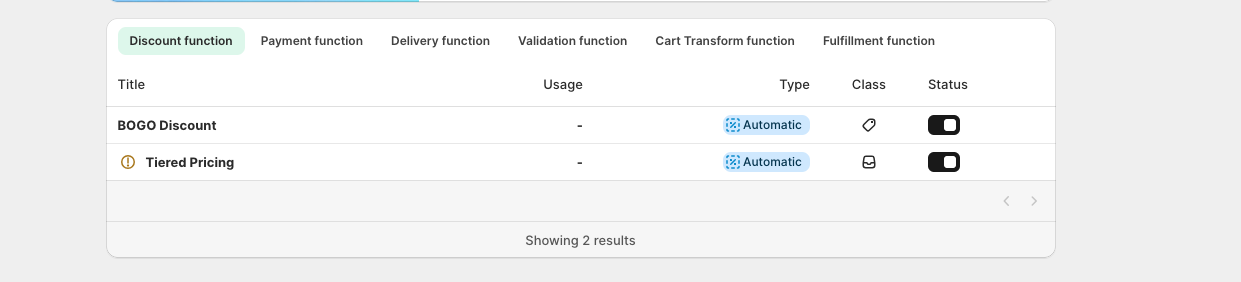 Discount function Payment function Delivery function Validation function Cart Transform function Fulfillment function
Title Usage Type Class Status
BOGO Discount - Automatic
Tiered Pricing - Automatic
Showing 2 results